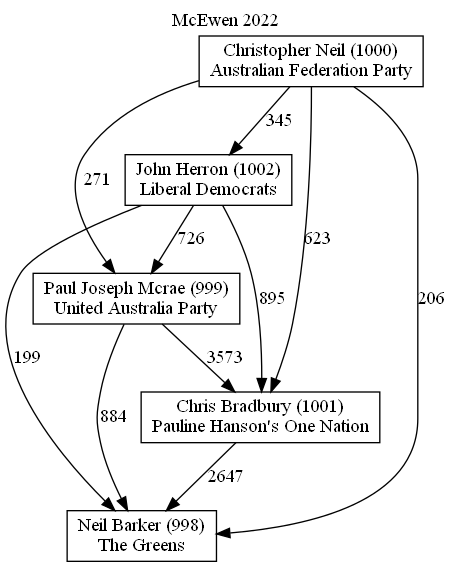 McEwen 2022
Christopher Neil (1000)
Australian Federation Party
345
John Herron (1002)
Liberal Democrats
271
726
623
Paul Joseph Mcrae (999)
United Australia Party
895
206
199
3573
884
Chris Bradbury (1001)
Pauline Hanson's One Nation
2647
Neil Barker (998)
The Greens